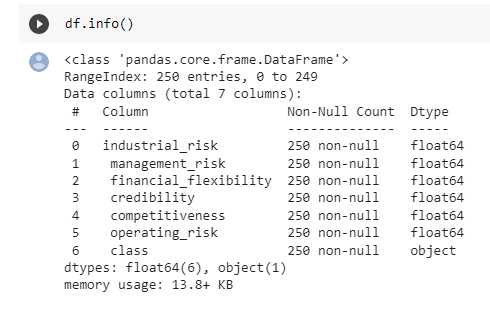 df.info()
<class 'pandas.core.frame.DataFrame'>
RangeIndex: 250 entries, 0 to 249
Data columns (total 7 columns):
 #   Column                  Non-Null Count  Dtype
---  ------                  --------------  -----
 0   industrial_risk         250 non-null    float64
 1    management_risk        250 non-null    float64
 2    financial_flexibility  250 non-null    float64
 3    credibility            250 non-null    float64
 4    competitiveness        250 non-null    float64
 5    operating_risk         250 non-null    float64
 6    class                  250 non-null    object
dtypes: float64(6), object(1)
memory usage: 13.8+ KB